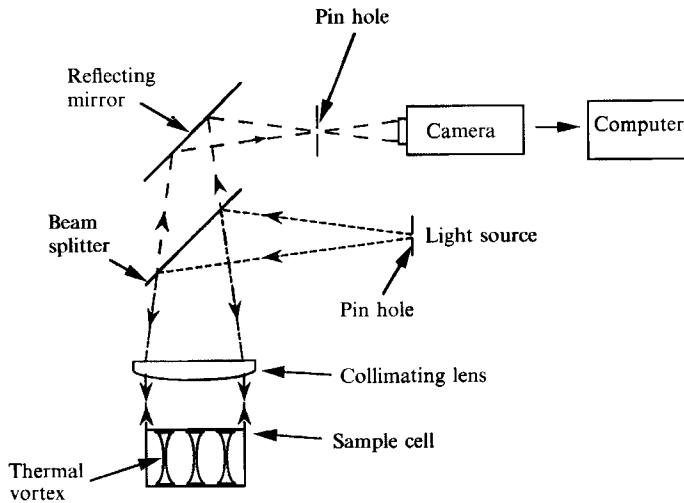 Pin hole
Reflecting
mirror
Camera
Computer
Beam
splitter
Light source
Pin hole
Collimating lens
Sample cell
Thermal
vortex